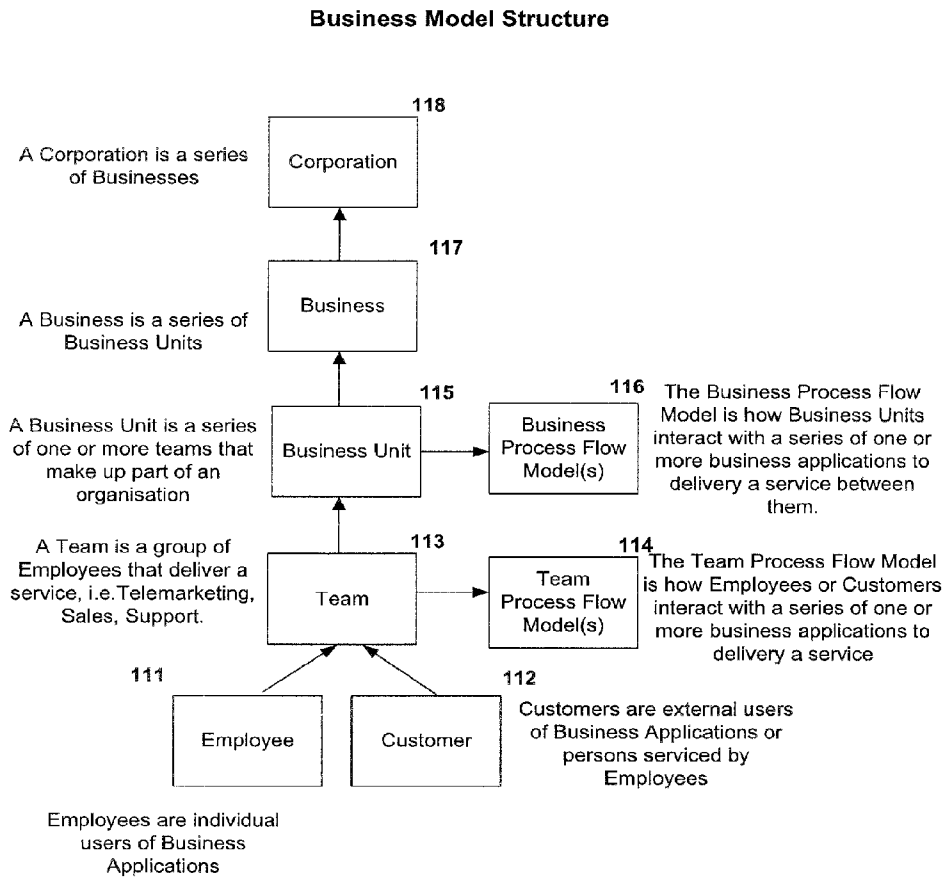 Business Model Structure
118
A Corporation is a series
of Businesses
Corporation
117
Business
A Business is a series of
Business Units
115
116
A Business Unit is a series
of one or more teams that
make up part of an
organisation
Business Unit
Business
Process Flow
Model(s)
The Business Process Flow
Model is how Business Units
interact with a series of one or
more business applications to
delivery a service between
them.
A Team is a group of
Employees that deliver a
service, i.e.Telemarketing,
Sales, Support.
113
Team
114
Team
Process Flow
Model(s)
The Team Process Flow Model
is how Employees or Customers
interact with a series of one or
more business applications to
delivery a service
111
Employee
112
Customer
Customers are external users
of Business Applications or
persons serviced by
Employees
Employees are individual
users of Business
Applications